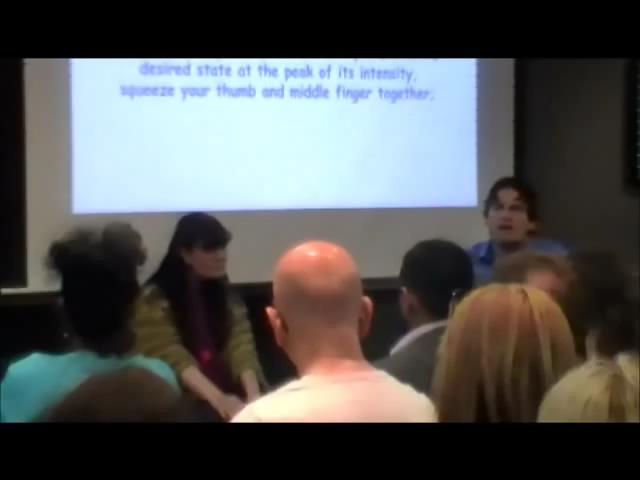 desired state at the peak of its intensity,
squeeze your thumb and middle finger together;